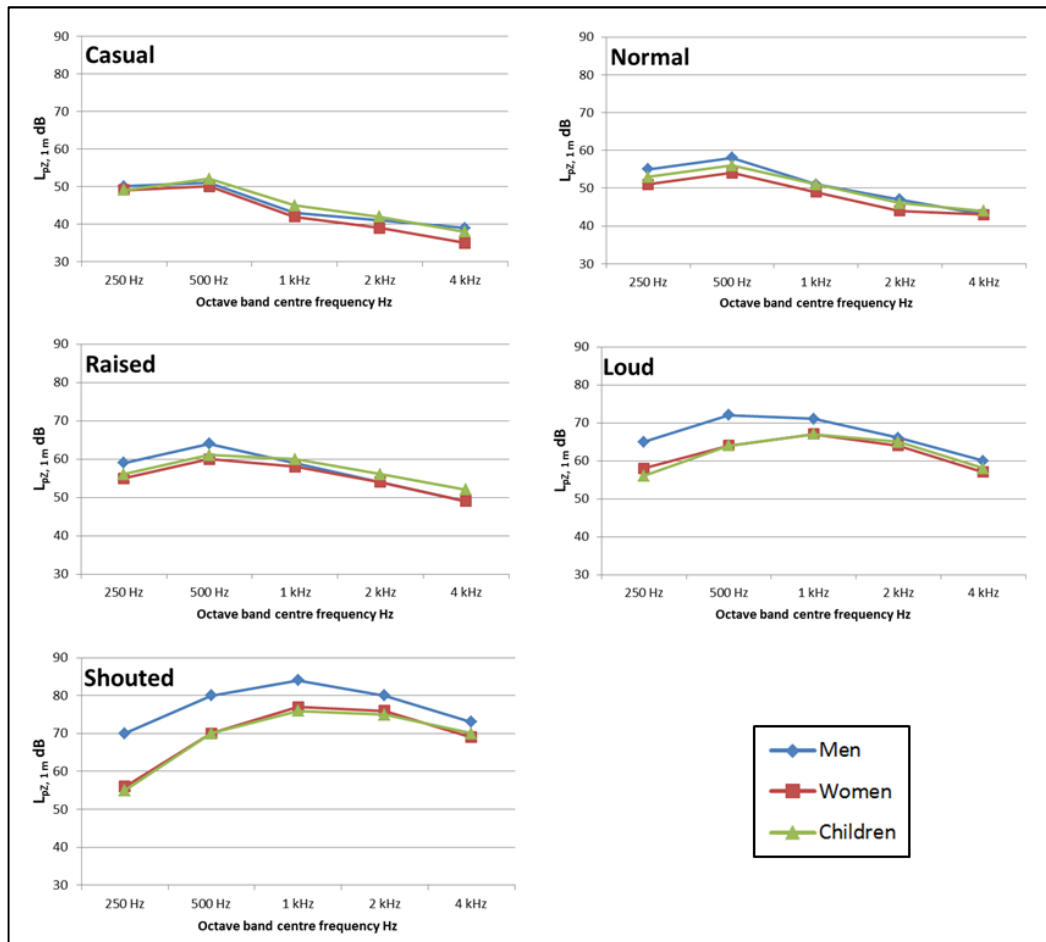 Casual
90
80
70
60
50
40
30
LpZ, 1 m dB
250 Hz 500 Hz 1 kHz 2 kHz 4 kHz
Octave band centre frequency Hz
Normal
90
80
70
60
50
40
30
LpZ, 1 m dB
250 Hz 500 Hz 1 kHz 2 kHz 4 kHz
Octave band centre frequency Hz
Raised
90
80
70
60
50
40
30
LpZ, 1 m dB
250 Hz 500 Hz 1 kHz 2 kHz 4 kHz
Octave band centre frequency Hz
Loud
90
80
70
60
50
40
30
LpZ, 1 m dB
250 Hz 500 Hz 1 kHz 2 kHz 4 kHz
Octave band centre frequency Hz
Shouted
90
80
70
60
50
40
30
LpZ, 1 m dB
250 Hz 500 Hz 1 kHz 2 kHz 4 kHz
Octave band centre frequency Hz
Men
Women
Children